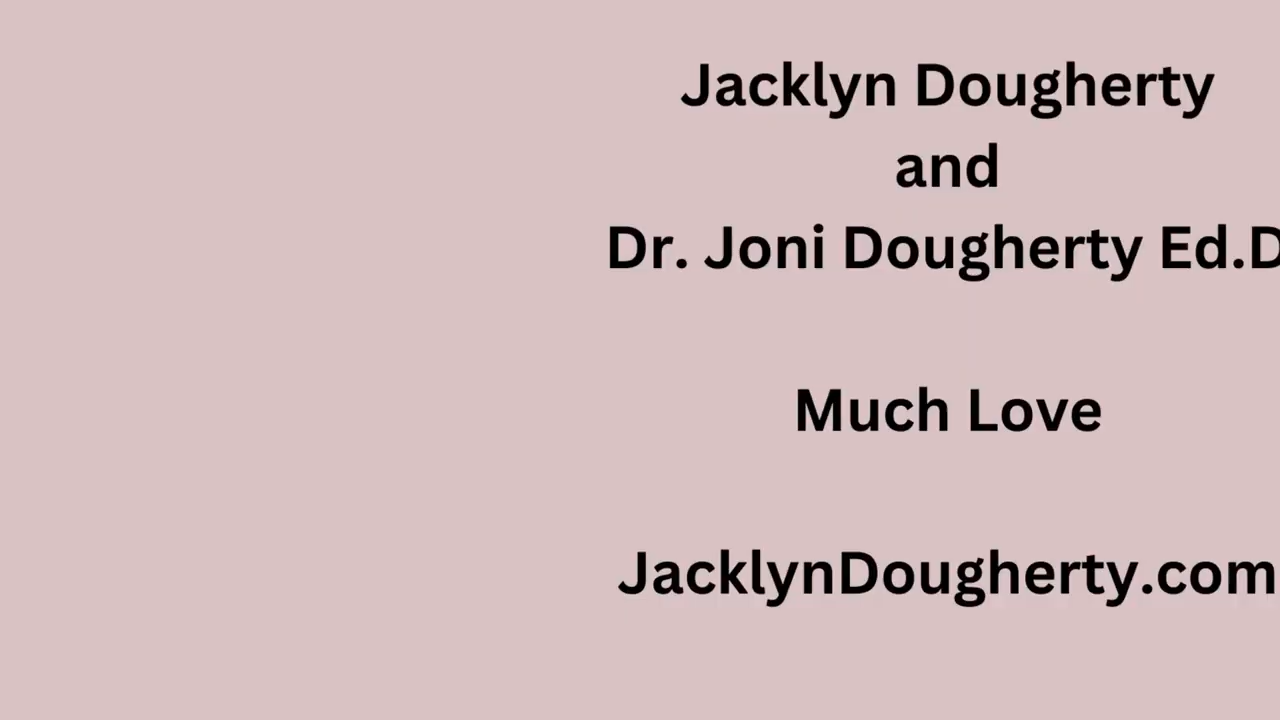 Jacklyn Dougherty
and
Dr. Joni Dougherty Ed.D
Much Love
JacklynDougherty.com